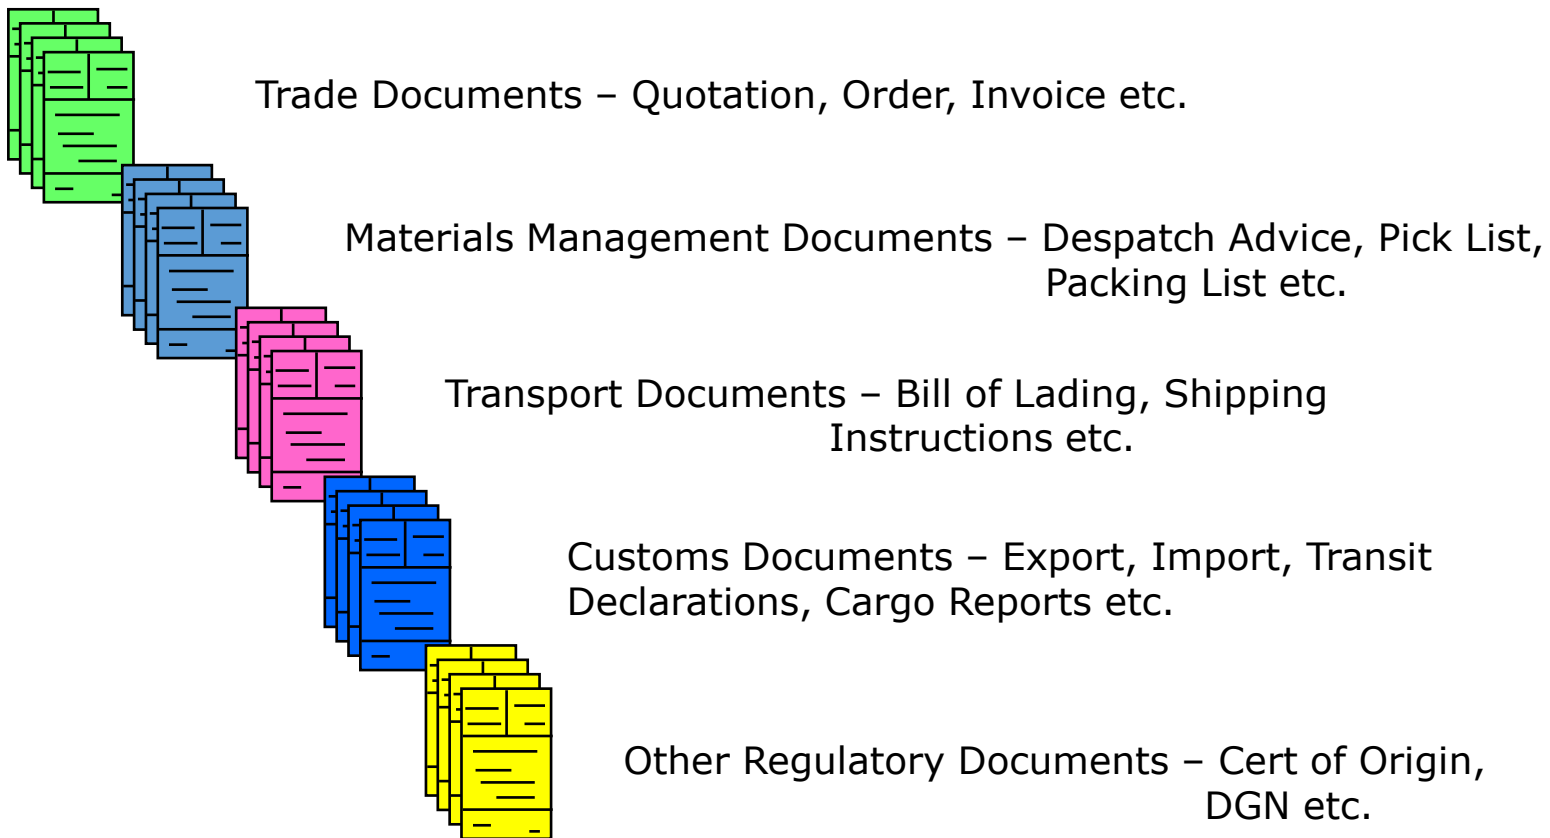 Trade Documents – Quotation, Order, Invoice etc.
Materials Management Documents – Despatch Advice, Pick List,
Packing List etc.
Transport Documents – Bill of Lading, Shipping
Instructions etc.
Customs Documents – Export, Import, Transit
Declarations, Cargo Reports etc.
Other Regulatory Documents – Cert of Origin,
DGN etc.